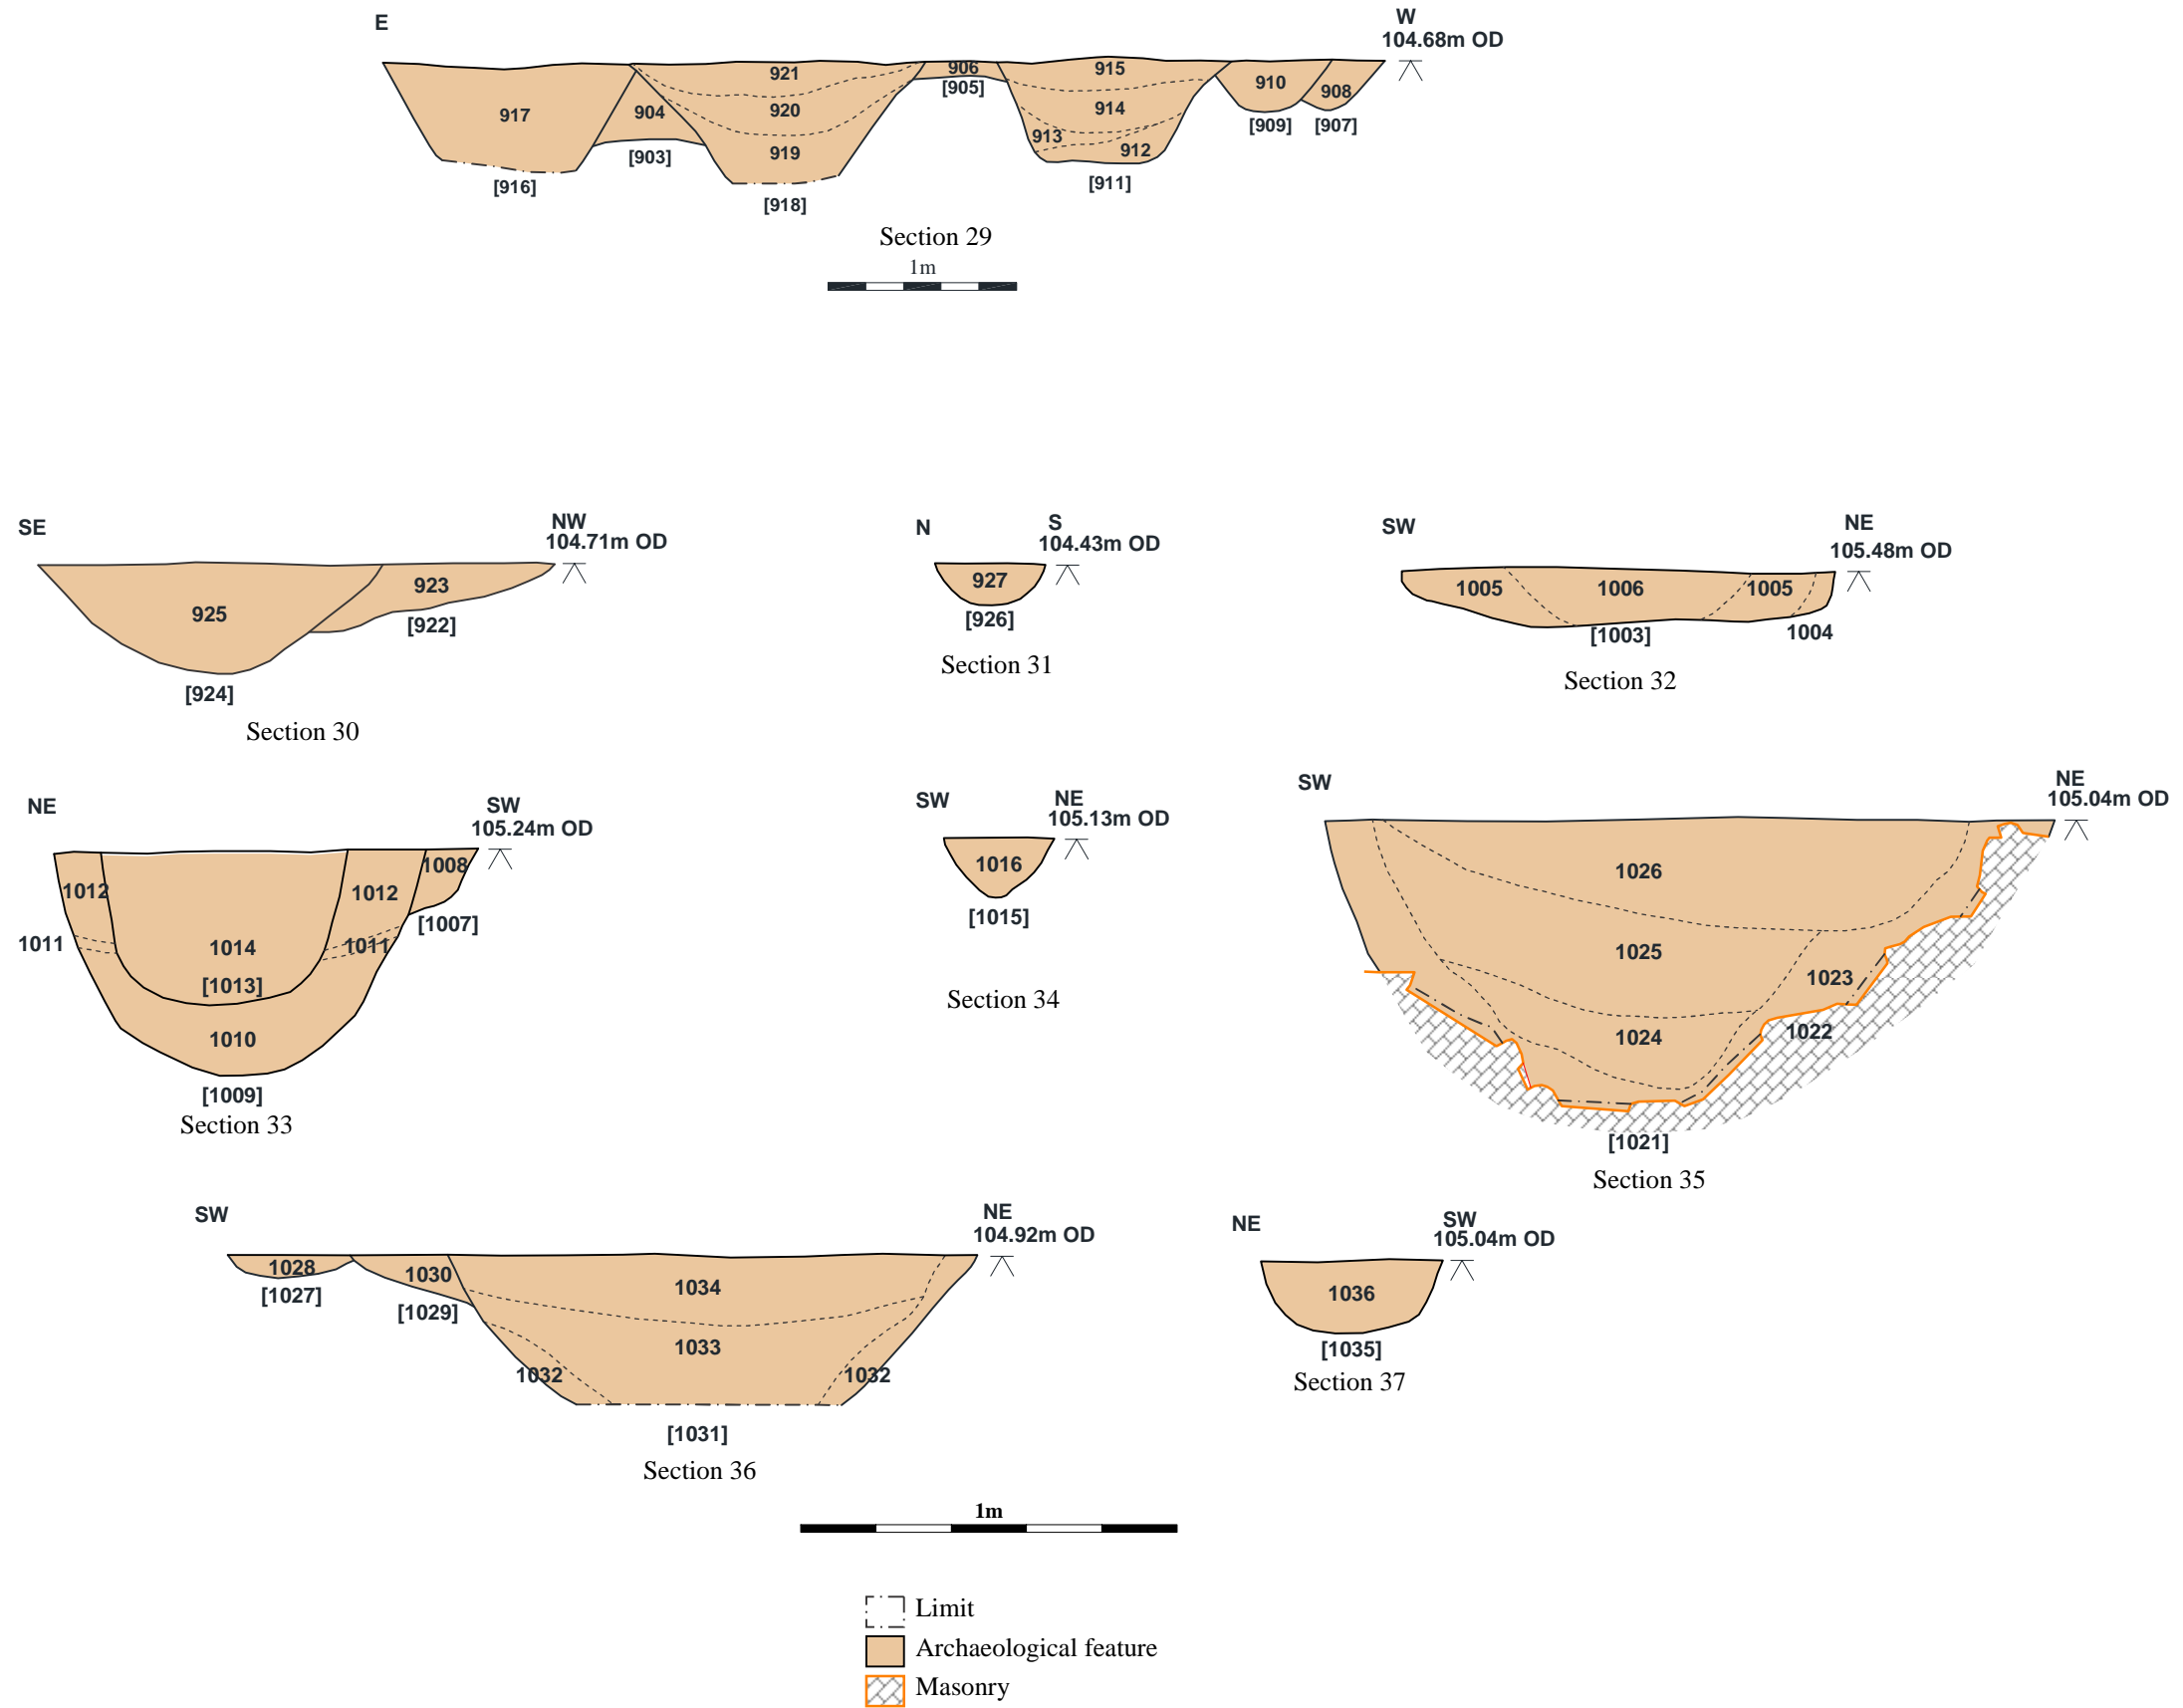 E
W
104.68m OD
921
906
915
[905]
910
908
917
904
920
914
913
912
[909]
[907]
919
[903]
[916]
[911]
[918]
Section 29
1m
SE
NW
104.71m OD
923
925
[922]
[924]
Section 30
N
S
104.43m OD
927
[926]
Section 31
SW
NE
105.48m OD
1005
1006
1005
[1003]
1004
Section 32
NE
SW
105.24m OD
1008
1012
1012
[1007]
1011
1014
1011
[1013]
1010
[1009]
Section 33
SW
NE
105.13m OD
1016
[1015]
Section 34
SW
NE
105.04m OD
1026
1025
1023
1024
1022
[1021]
Section 35
SW
NE
104.92m OD
1028
1030
1034
[1027]
[1029]
1033
1032
1032
[1031]
Section 36
NE
SW
105.04m OD
1036
[1035]
Section 37
1m
Limit
Archaeological feature
Masonry